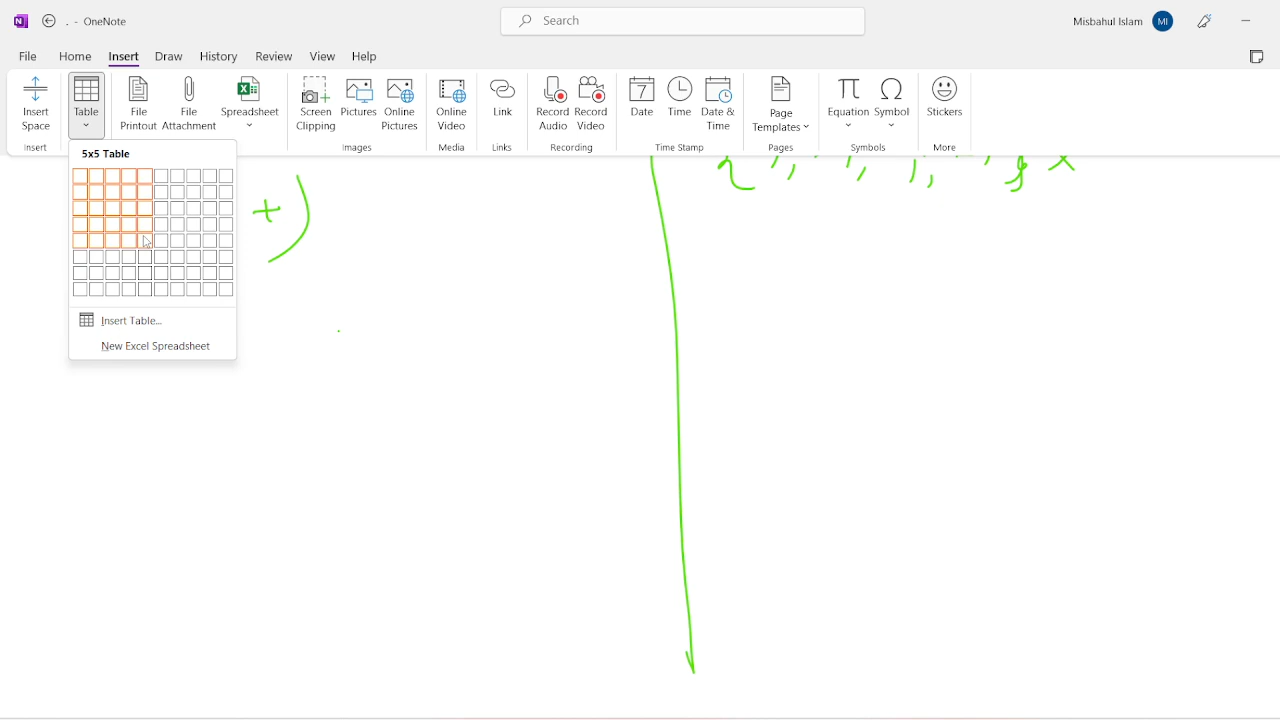 . - OneNote
Search
Misbahul Islam MI
File Home Insert Draw History Review View Help
Insert Space
Table
File Printout
File Attachment
Spreadsheet
Screen Clipping
Pictures
Online Pictures
Online Video
Link
Record Audio
Record Video
Date
Time
Date & Time
Page Templates
Equation
Symbol
Stickers
Insert Images Media Links Recording Time Stamp Pages Symbols More
5x5 Table
Insert Table...
New Excel Spreadsheet
+)